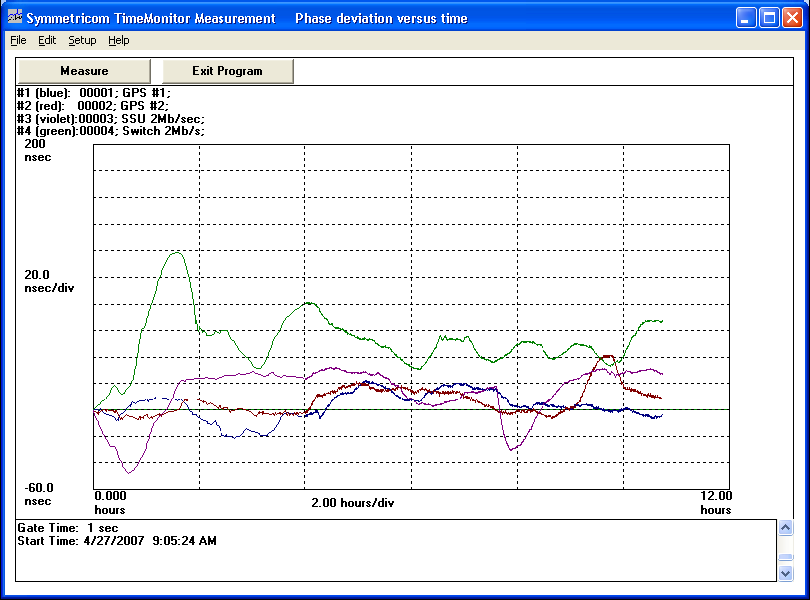 Symmetricom TimeMonitor Measurement Phase deviation versus time
File Edit Setup Help
Measure Exit Program
#1 (blue): 00001; GPS #1;
#2 (red): 00002; GPS #2;
#3 (violet):00003; SSU 2Mb/sec;
#4 (green):00004; Switch 2Mb/s;
200
nsec
20.0
nsec/div
-60.0
nsec
0.000
hours
2.00 hours/div
12.00
hours
Gate Time: 1 sec
Start Time: 4/27/2007 9:05:24 AM